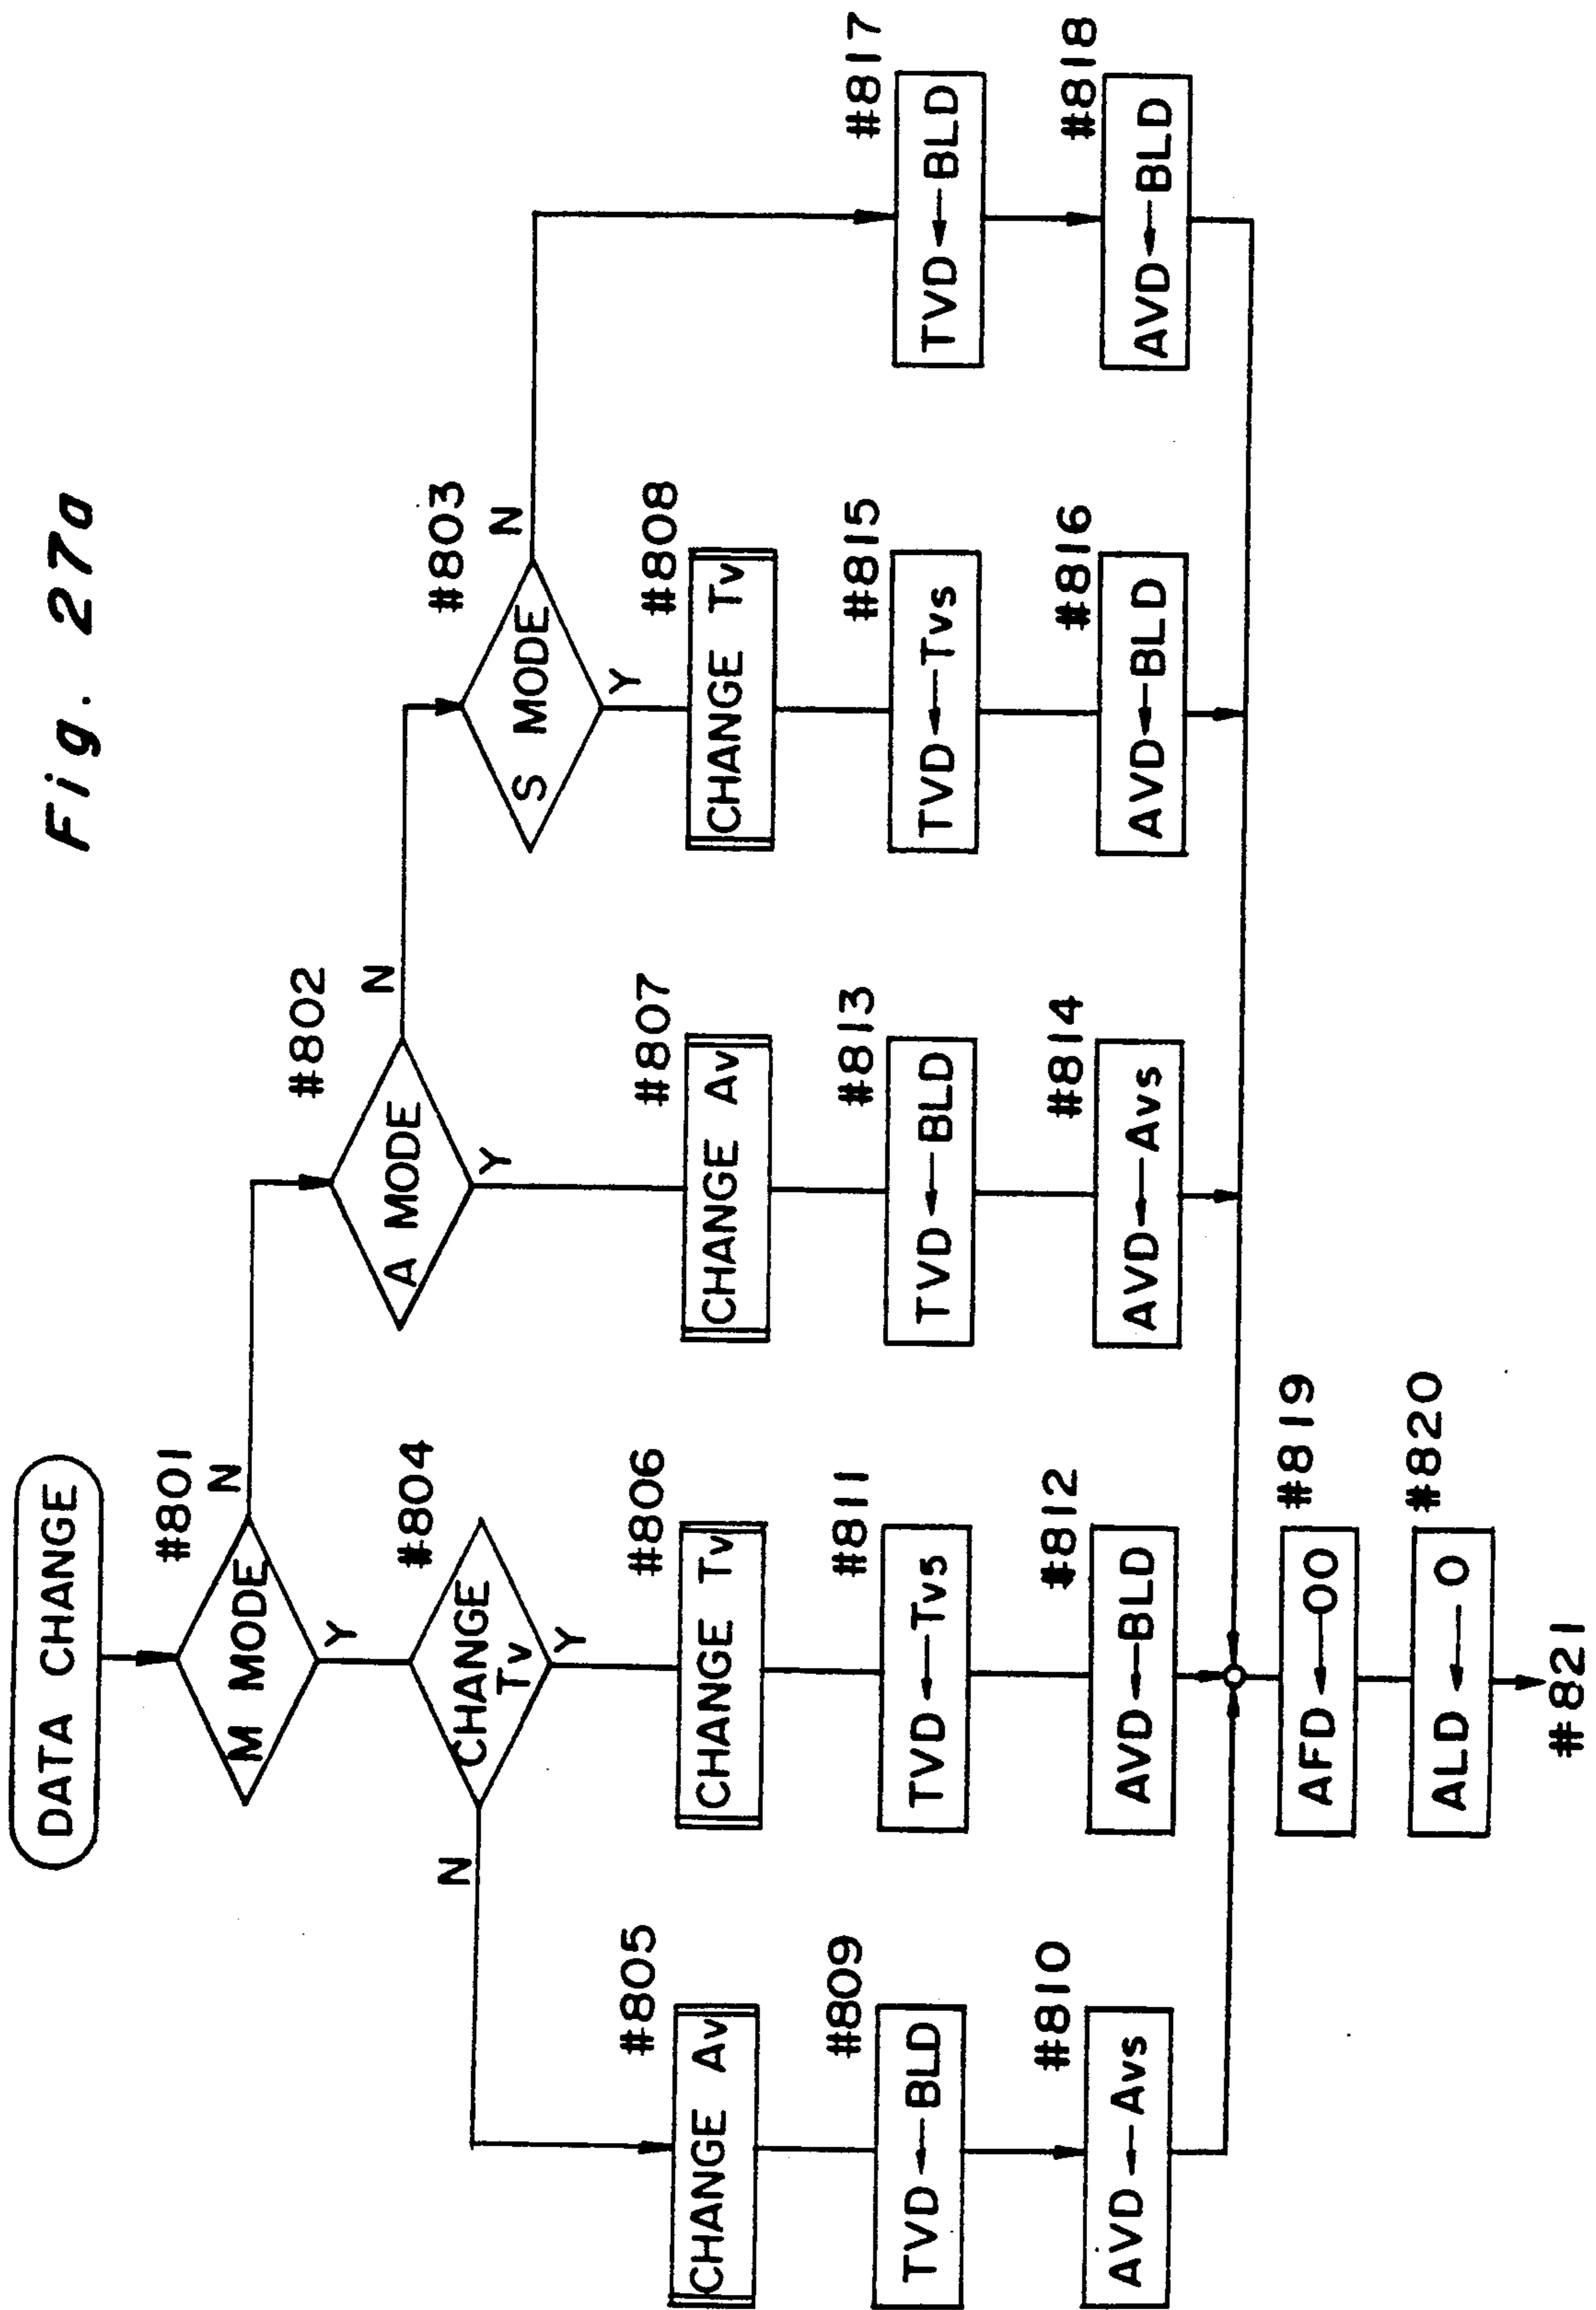 Fig. 27a
DATA CHANGE
#801
M MODE
N
Y
#802
A MODE
N
Y
#803
S MODE
N
Y
#804
CHANGE
Tv
N
Y
#805
CHANGE Av
#806
CHANGE Tv
#807
CHANGE Av
#808
CHANGE Tv
#809
TVD←BLD
#810
AVD←Avs
#811
TVD←Tvs
#812
AVD←BLD
#813
TVD←BLD
#814
AVD←Avs
#815
TVD←Tvs
#816
AVD←BLD
#817
TVD←BLD
#818
AVD←BLD
#819
AFD←00
#820
ALD←0
#821